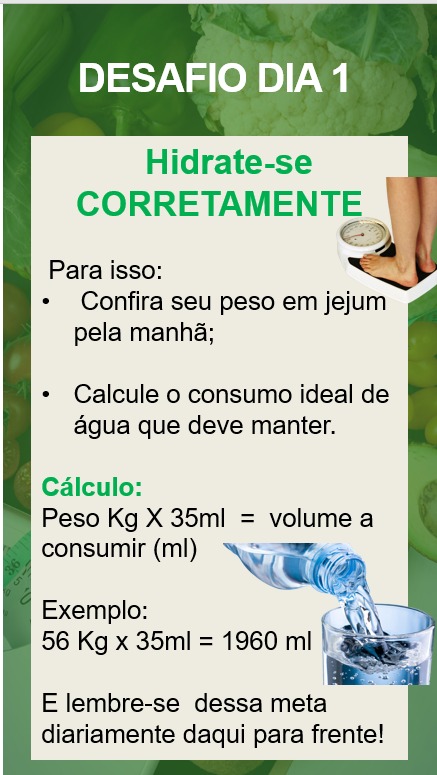 DESAFIO DIA 1
Hidrate-se
CORRETAMENTE
Para isso:
• Confira seu peso em jejum
pela manhã;
• Calcule o consumo ideal de
água que deve manter.
Cálculo:
Peso Kg X 35ml = volume a
consumir (ml)
Exemplo:
56 Kg x 35ml = 1960 ml
E lembre-se dessa meta
diariamente daqui para frente!
36